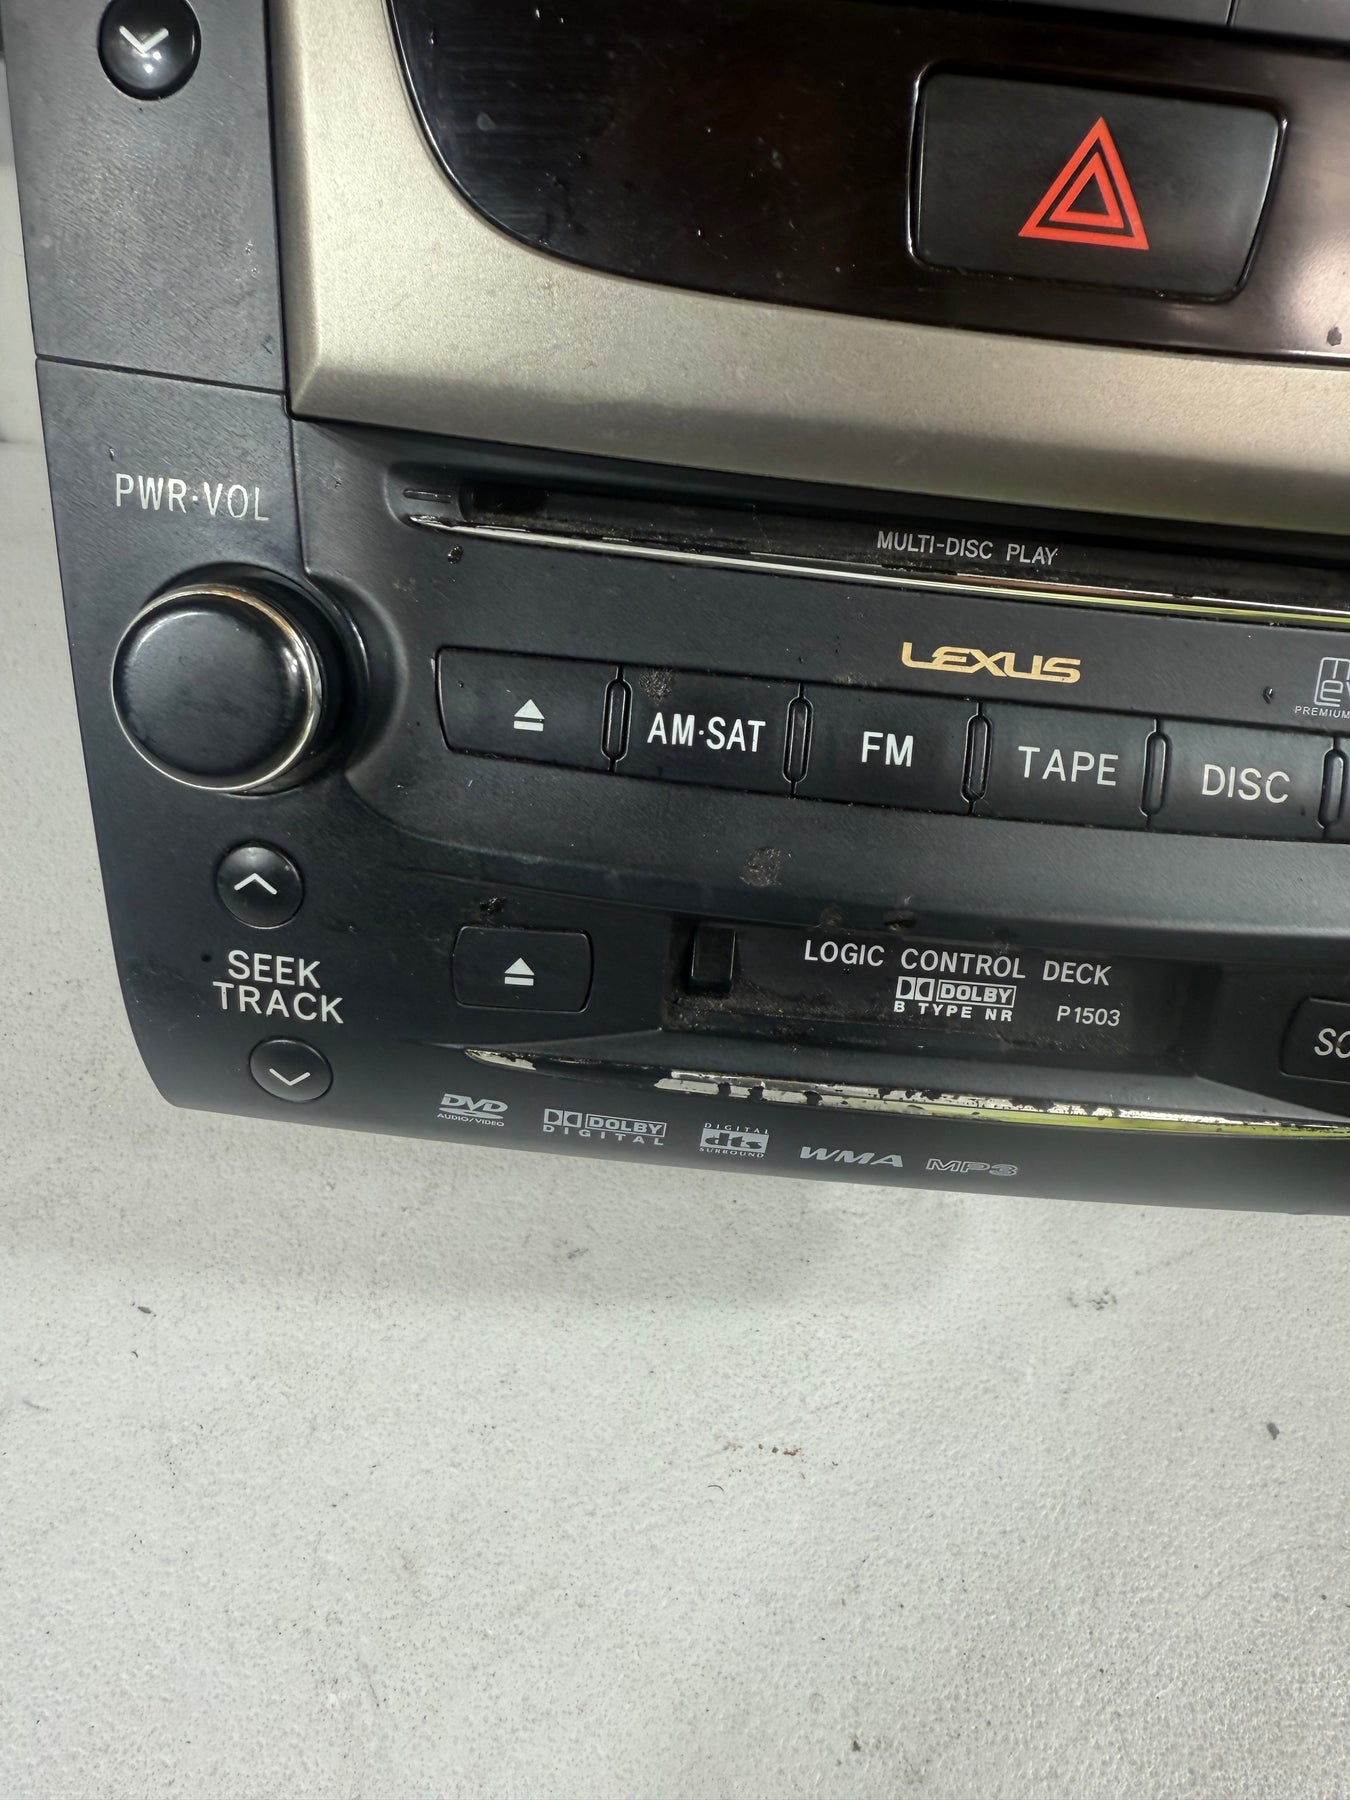 PWR·VOL
MULTI-DISC PLAY
LEXUS
PREMIUM
AM·SAT
FM
TAPE
DISC
SEEK
TRACK
LOGIC CONTROL DECK
DOLBY
B TYPE NR
P1503
DVD
AUDIO/VIDEO
DOLBY
DIGITAL
DIGITAL
dts
SURROUND
WMA
MP3